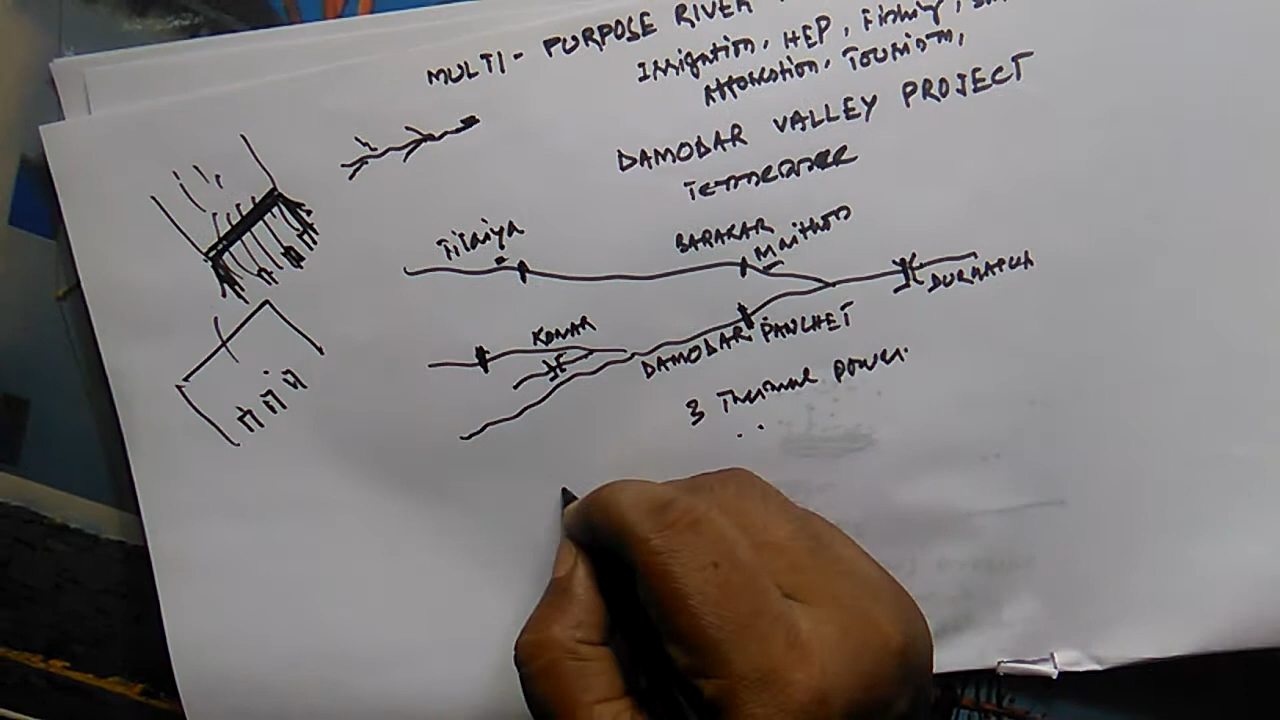 MULTI-PURPOSE RIVER
Irrigation, HEP, Fishing,
Afforestation, Tourism,
DAMODAR VALLEY PROJECT
Tilaiya
BARAKAR
Maithon
DURGAPUR
KONAR
DAMODAR PANCHET
3 Thermal power.